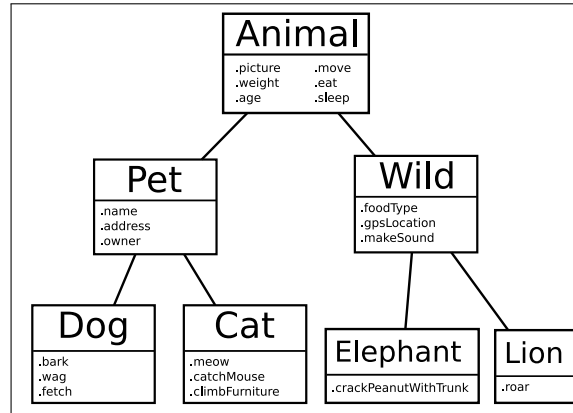 Animal
.picture .move
.weight .eat
.age .sleep
Pet
.name
.address
.owner
Wild
.foodType
.gpsLocation
.makeSound
Dog
.bark
.wag
.fetch
Cat
.meow
.catchMouse
.climbFurniture
Elephant
.crackPeanutWithTrunk
Lion
.roar